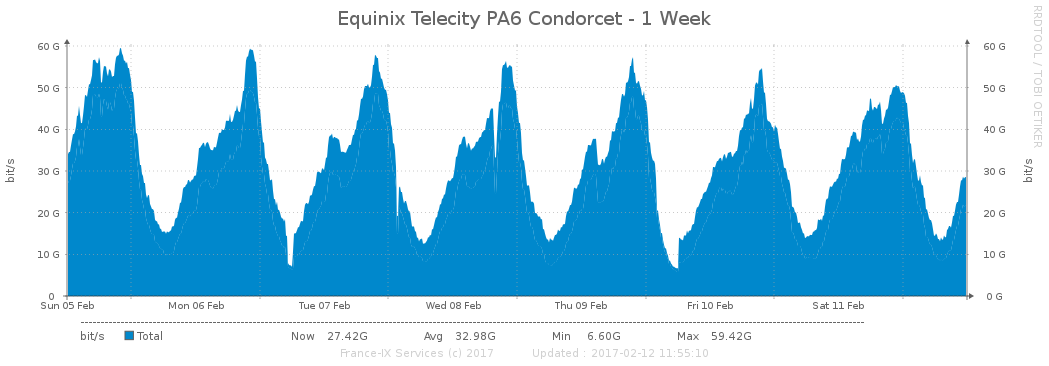 Equinix Telecity PA6 Condorcet - 1 Week
RRDTOOL / TOBI OETIKER
60 G 60 G
50 G 50 G
40 G 40 G
30 G 30 G
20 G 20 G
10 G 10 G
0 0 G
bit/s
bit/s
Sun 05 Feb Mon 06 Feb Tue 07 Feb Wed 08 Feb Thu 09 Feb Fri 10 Feb Sat 11 Feb
bit/s Total Now 27.42G Avg 32.98G Min 6.60G Max 59.42G
France-IX Services (c) 2017 Updated : 2017-02-12 11:55:10